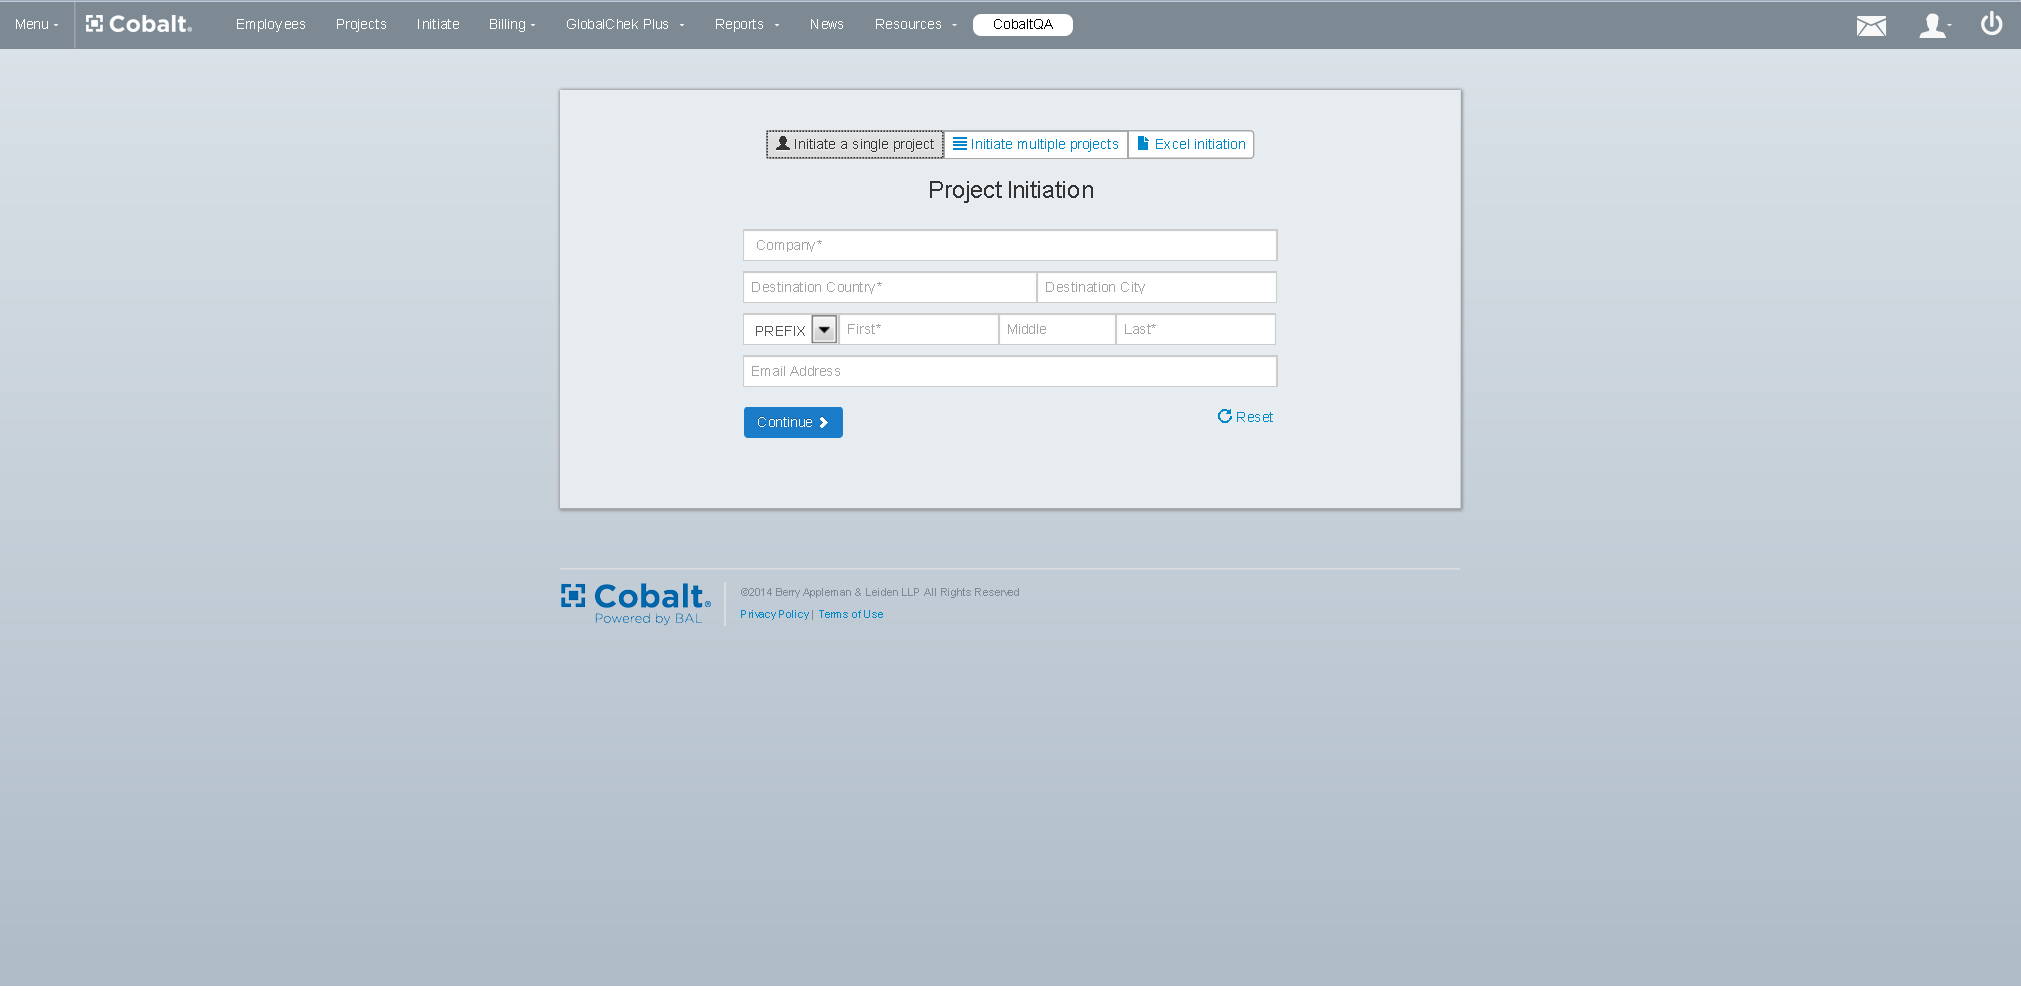 Menu Cobalt. Employees Projects Initiate Billing GlobalChek Plus Reports News Resources CobaltQA
Initiate a single project Initiate multiple projects Excel initiation
Project Initiation
Company*
Destination Country* Destination City
PREFIX First* Middle Last*
Email Address
Continue Reset
Cobalt.®
Powered by BAL
©2014 Berry Appleman & Leiden LLP All Rights Reserved
Privacy Policy | Terms of Use